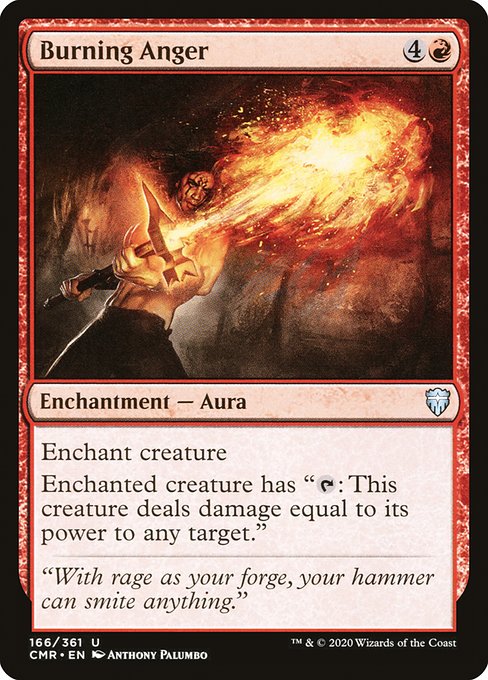 Burning Anger 4
Enchantment — Aura
Enchant creature
Enchanted creature has “: This
creature deals damage equal to its
power to any target.”
“With rage as your forge, your hammer
can smite anything.”
166/361 U
™ & © 2020 Wizards of the Coast
CMR • EN Anthony Palumbo